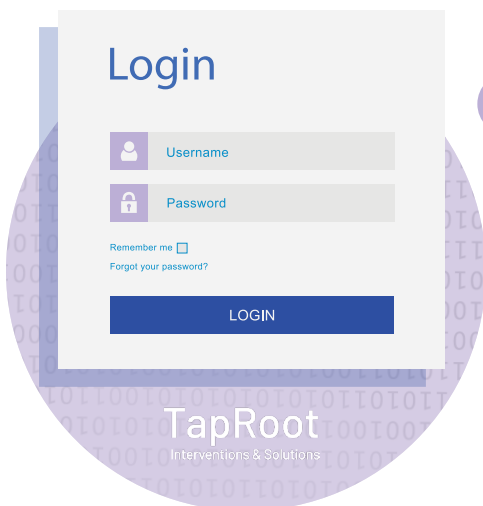 Login
Username
Password
Remember me
Forgot your password?
LOGIN
TapRoot
Interventions & Solutions